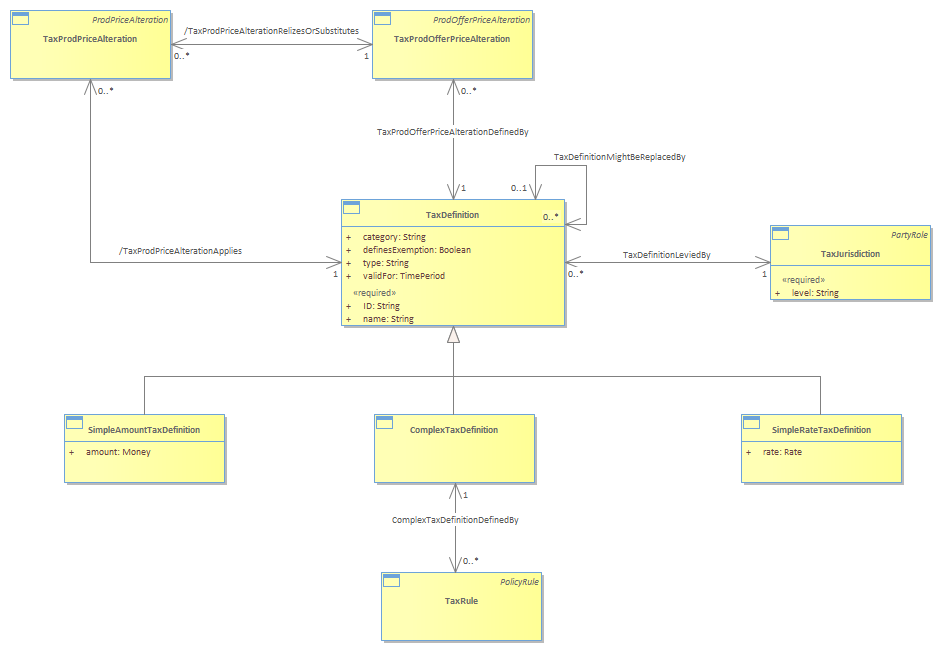 ProdPriceAlteration
TaxProdPriceAlteration
ProdOfferPriceAlteration
TaxProdOfferPriceAlteration
/TaxProdPriceAlterationRelizesOrSubstitutes
0..*
1
0..*
0..*
TaxProdOfferPriceAlterationDefinedBy
TaxDefinitionMightBeReplacedBy
1
0..1
TaxDefinition
0..*
+ category: String
+ definesExemption: Boolean
+ type: String
+ validFor: TimePeriod
«required»
+ ID: String
+ name: String
/TaxProdPriceAlterationApplies
1
TaxDefinitionLeviedBy
0..*
1
PartyRole
TaxJurisdiction
«required»
+ level: String
SimpleAmountTaxDefinition
+ amount: Money
ComplexTaxDefinition
SimpleRateTaxDefinition
+ rate: Rate
1
ComplexTaxDefinitionDefinedBy
0..*
PolicyRule
TaxRule